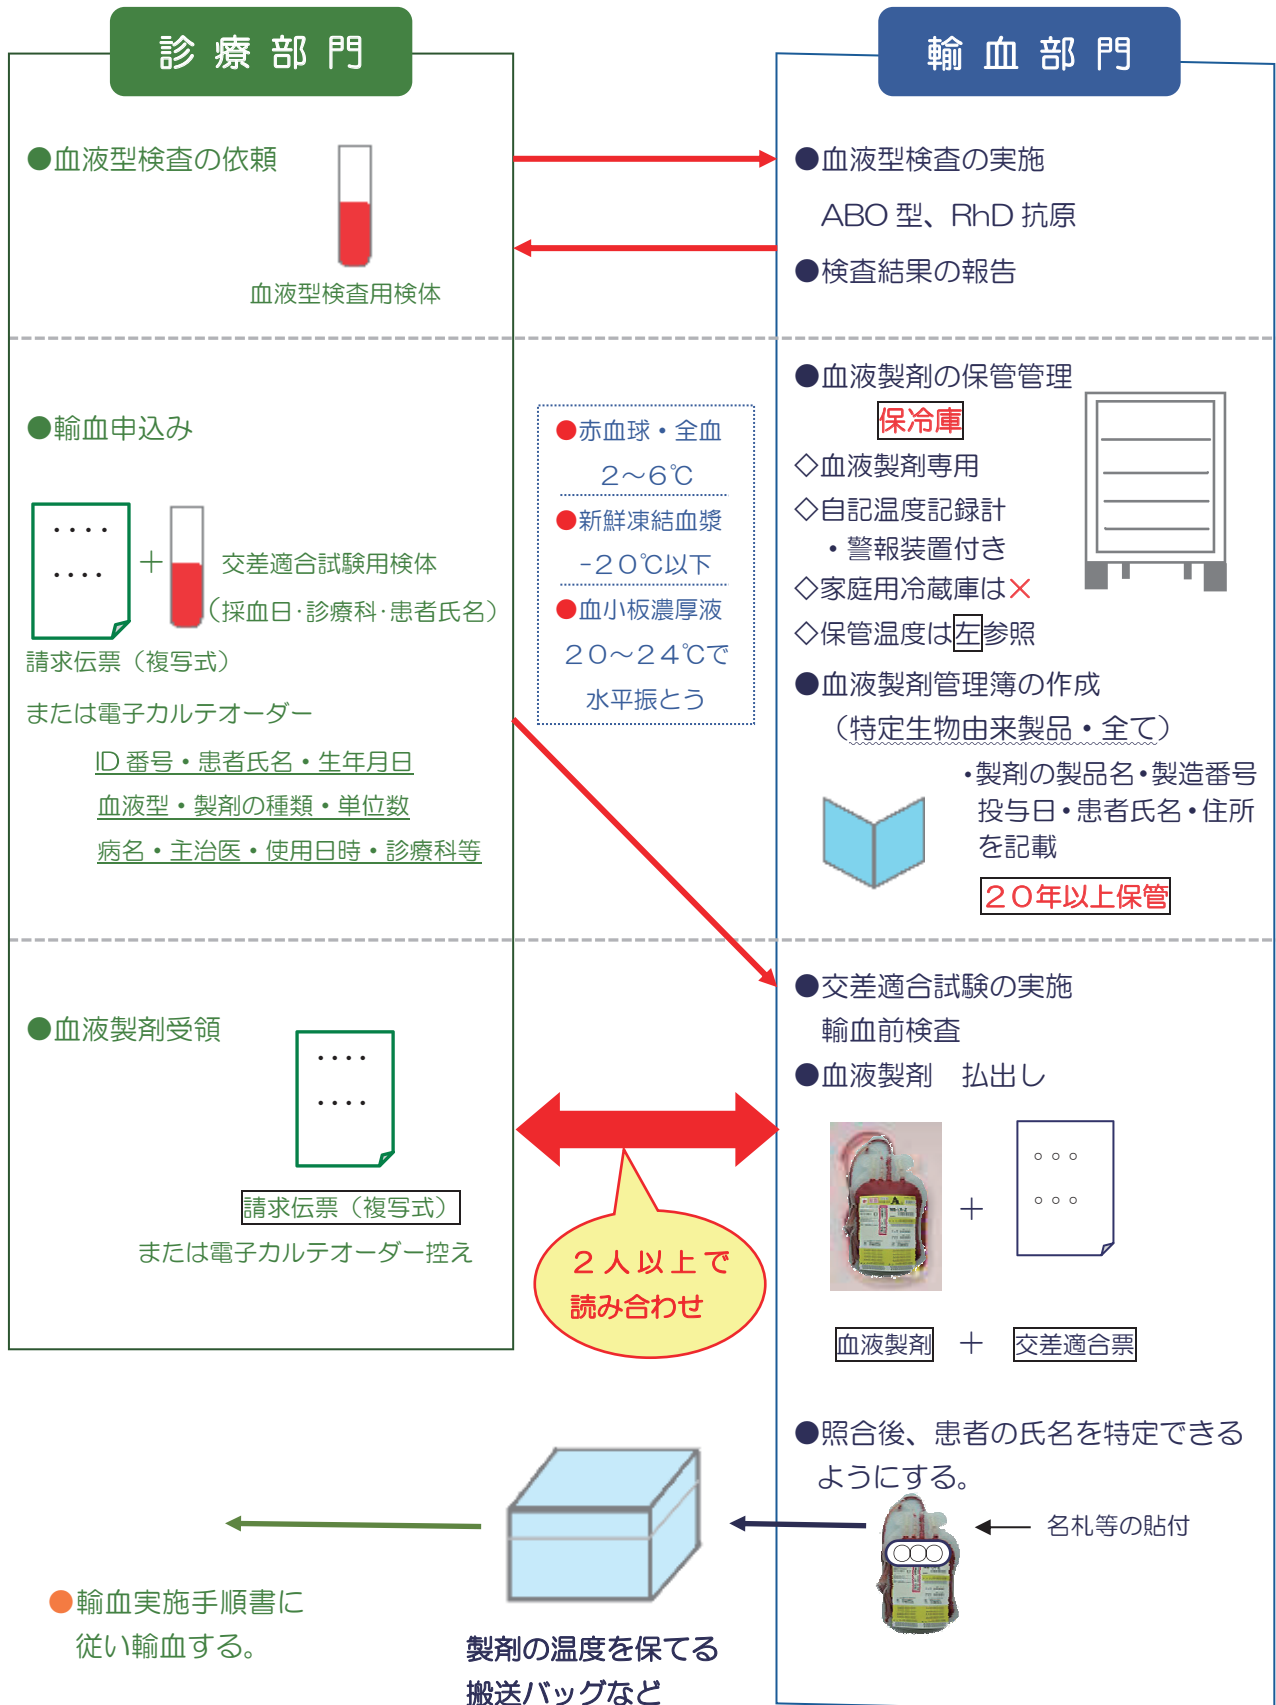 診療部門
●血液型検査の依頼
血液型検査用検体
●輸血申込み
＋ 交差適合試験用検体
（採血日・診療科・患者氏名）
請求伝票（複写式）
または電子カルテオーダー
ID 番号・患者氏名・生年月日
血液型・製剤の種類・単位数
病名・主治医・使用日時・診療科等
●血液製剤受領
請求伝票（複写式）
または電子カルテオーダー控え
●赤血球・全血
２～６℃
●新鮮凍結血漿
-２０℃以下
●血小板濃厚液
２０～２４℃で
水平振とう
２人以上で
読み合わせ
輸血部門
●血液型検査の実施
ABO 型、RhD 抗原
●検査結果の報告
●血液製剤の保管管理
保冷庫
◇血液製剤専用
◇自記温度記録計
・警報装置付き
◇家庭用冷蔵庫は×
◇保管温度は左参照
●血液製剤管理簿の作成
（特定生物由来製品・全て）
・製剤の製品名・製造番号
投与日・患者氏名・住所
を記載
２０年以上保管
●交差適合試験の実施
輸血前検査
●血液製剤　払出し
＋
血液製剤 ＋ 交差適合票
●照合後、患者の氏名を特定できる
ようにする。
○○○
名札等の貼付
製剤の温度を保てる
搬送バッグなど
●輸血実施手順書に
従い輸血する。